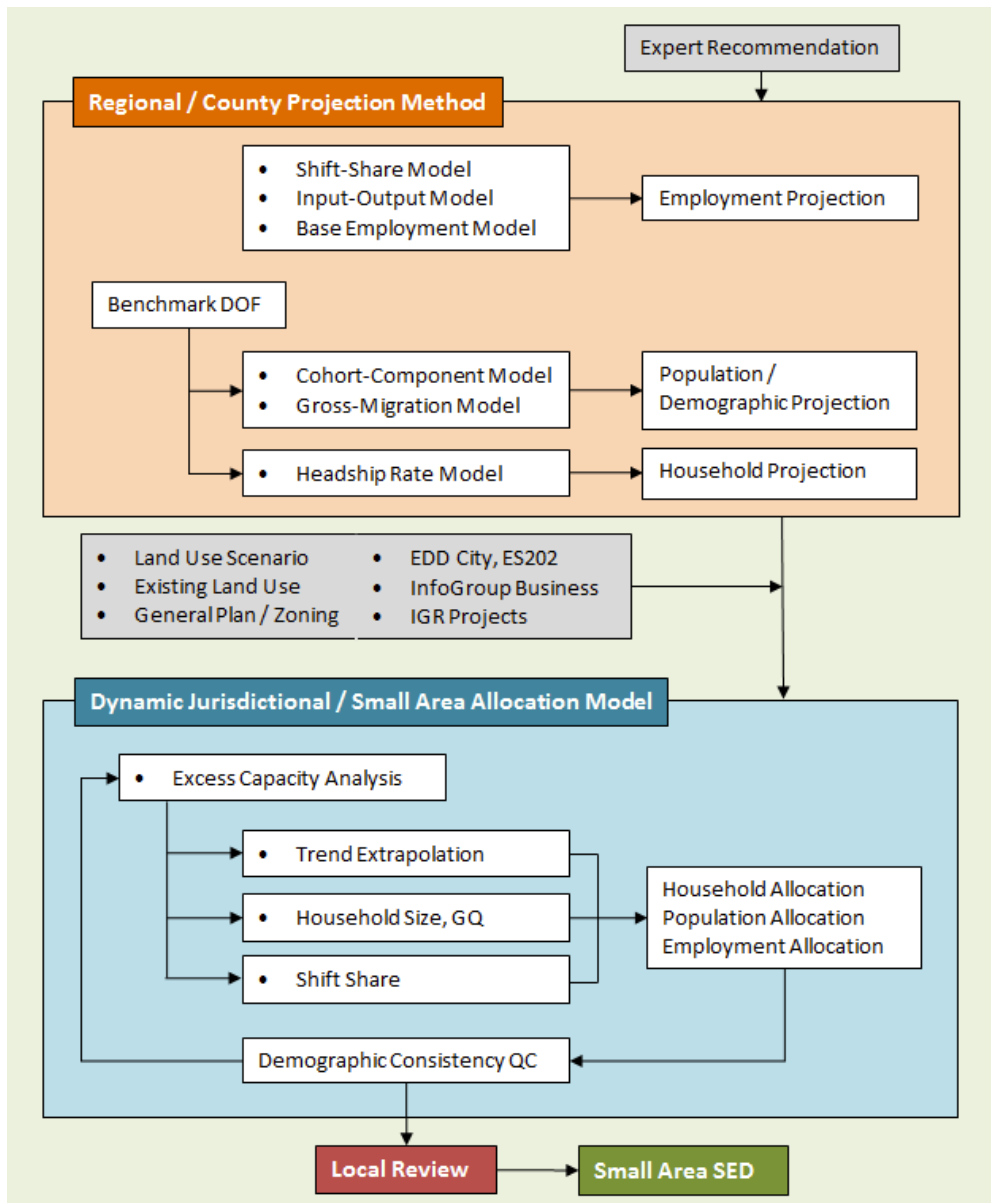 Expert Recommendation
Regional / County Projection Method
• Shift-Share Model
• Input-Output Model
• Base Employment Model
Employment Projection
Benchmark DOF
• Cohort-Component Model
• Gross-Migration Model
Population /
Demographic Projection
• Headship Rate Model
Household Projection
• Land Use Scenario
• Existing Land Use
• General Plan / Zoning
• EDD City, ES202
• InfoGroup Business
• IGR Projects
Dynamic Jurisdictional / Small Area Allocation Model
• Excess Capacity Analysis
• Trend Extrapolation
• Household Size, GQ
• Shift Share
Household Allocation
Population Allocation
Employment Allocation
Demographic Consistency QC
Local Review
Small Area SED